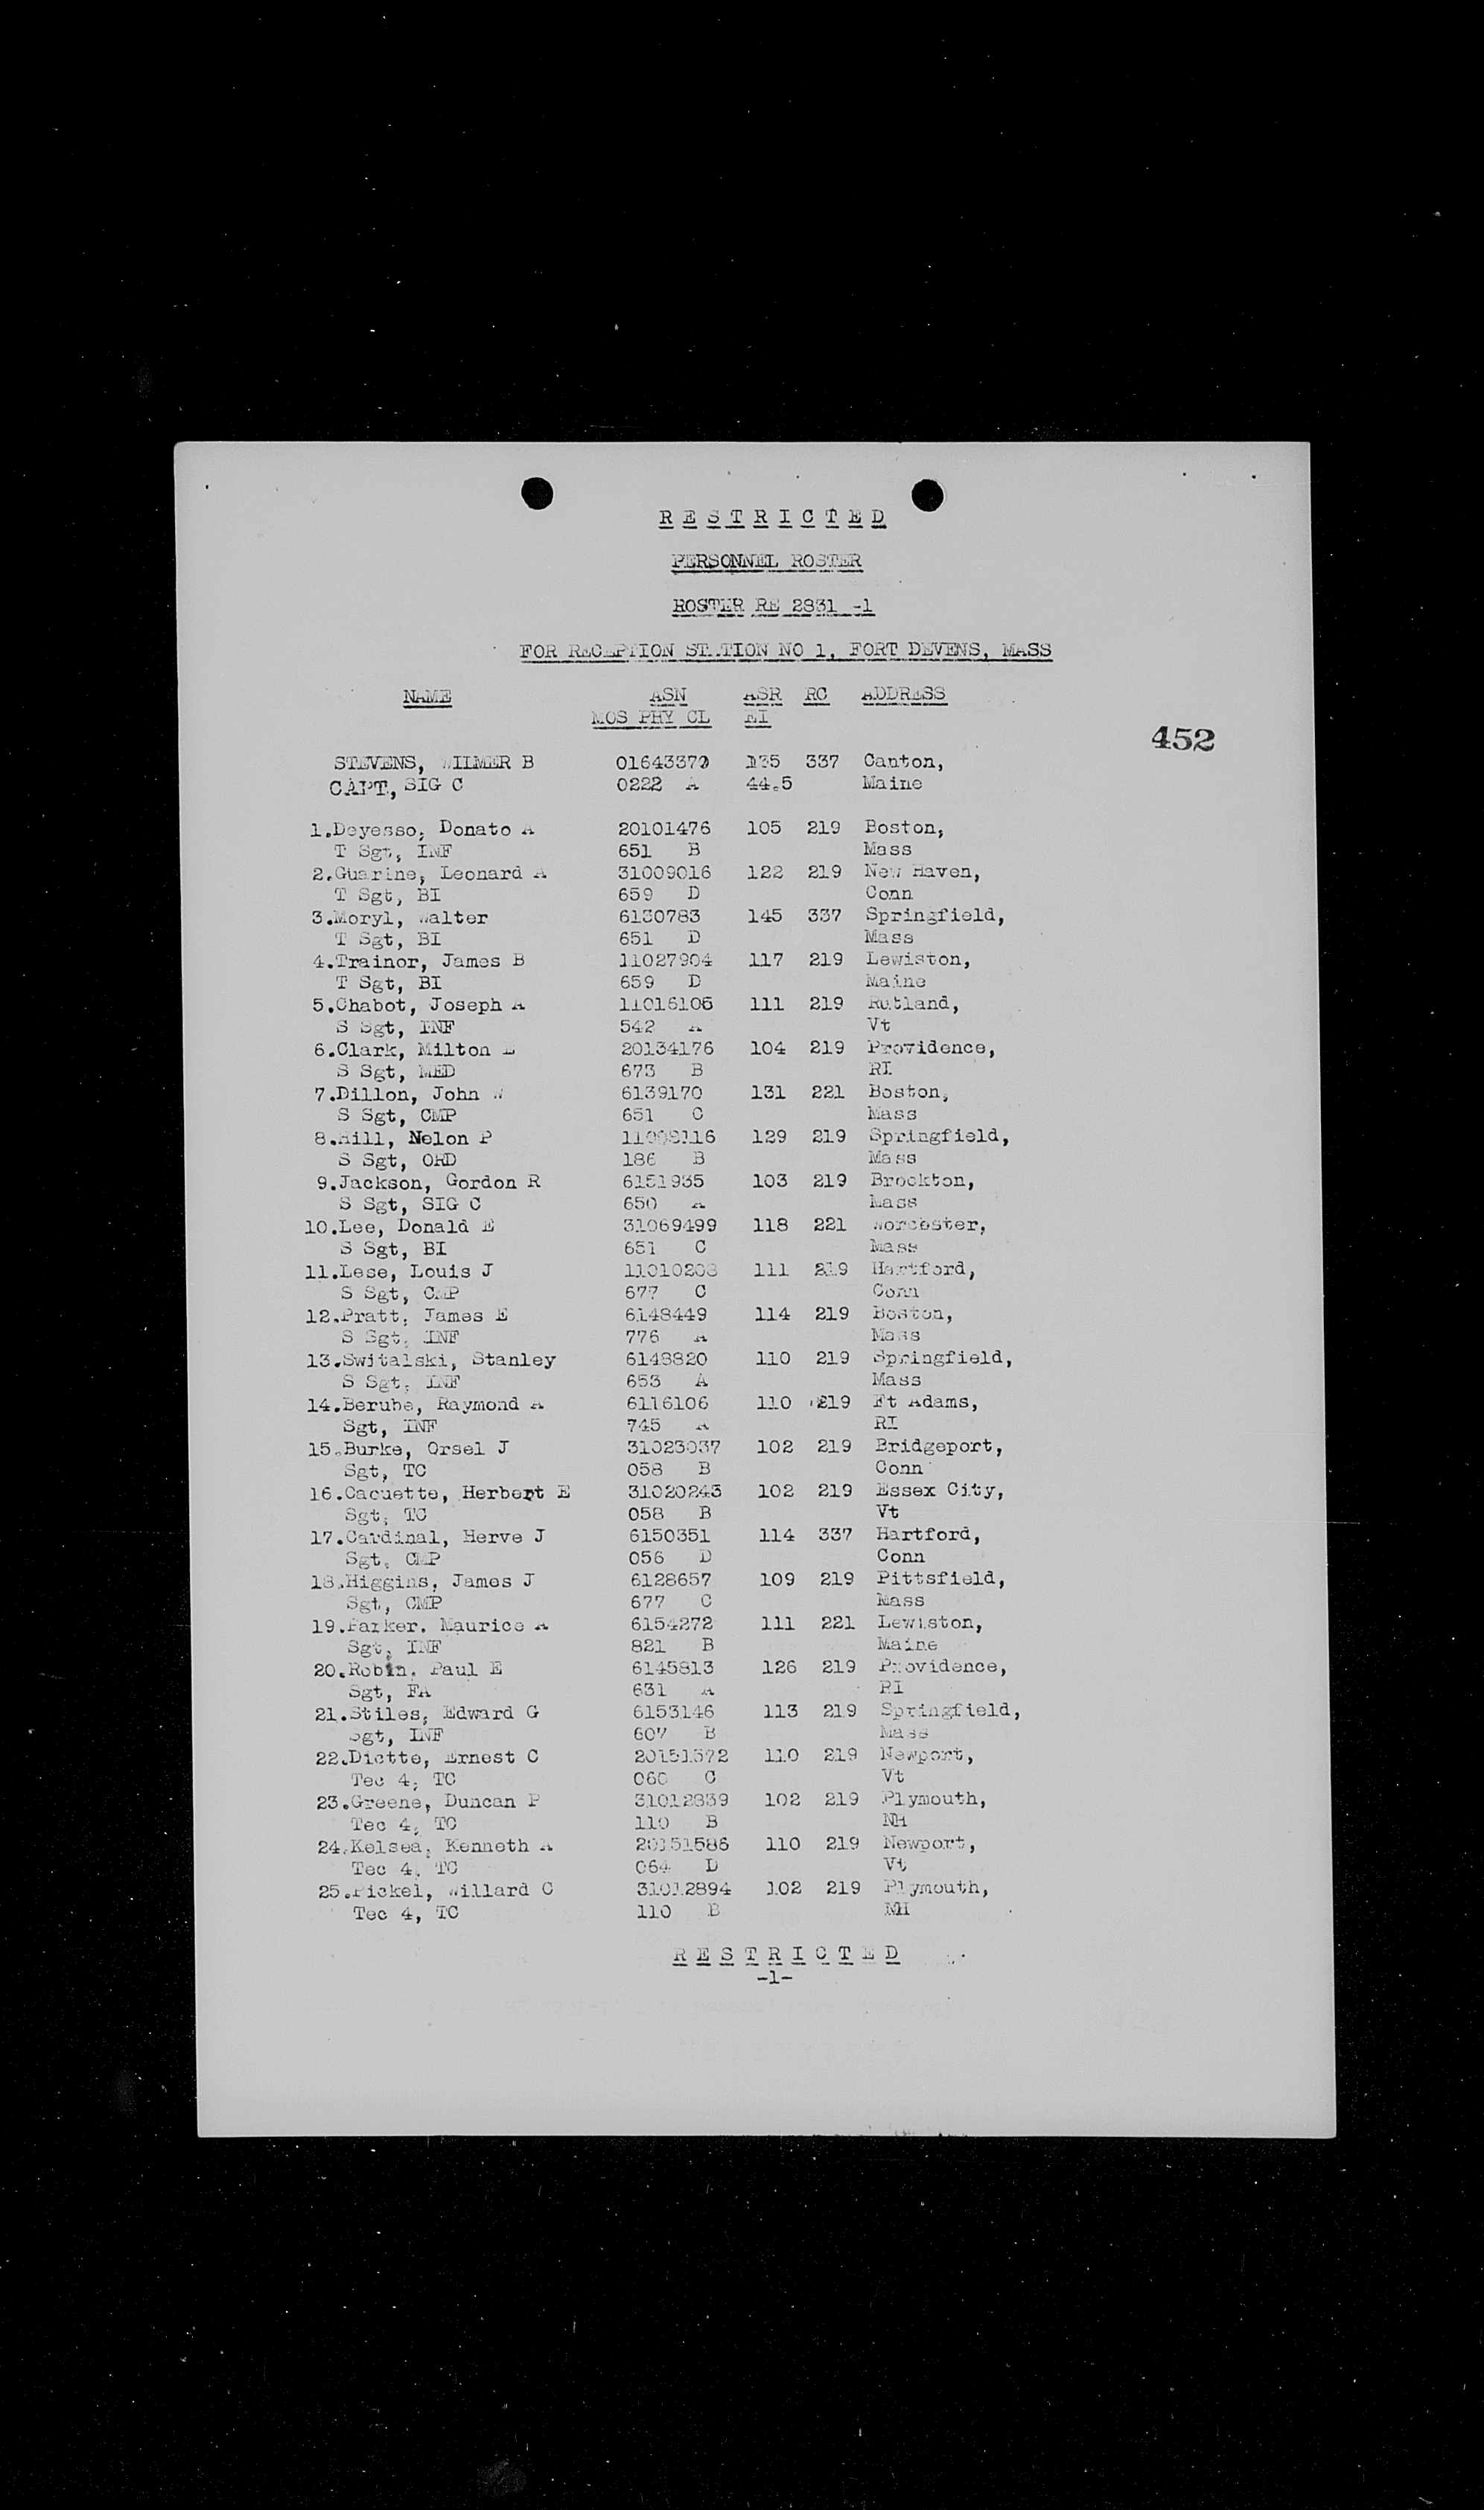 R E S T R I C T E D
PERSONNEL ROSTER
ROSTER RE 2831 -1
FOR RECEPTION STATION NO 1, FORT DEVENS, MASS
NAME ASN ASR RC ADDRESS
MOS PHY CL EI
452
STEVENS, WILMER B 01643379 135 337 Canton,
CAPT., SIG C 0222 A 44.5 Maine
1.Deyesso, Donato A 20101476 105 219 Boston,
T Sgt, INF 651 B Mass
2.Guarine, Leonard A 31009016 122 219 New Haven,
T Sgt, BI 659 D Conn
3.Moryl, Walter 6130783 145 337 Springfield,
T Sgt, BI 651 D Mass
4.Trainor, James B 11027904 117 219 Lewiston,
T Sgt, BI 659 D Maine
5.Chabot, Joseph A 11016106 111 219 Rutland,
S Sgt, INF 542 A Vt
6.Clark, Milton E 20134176 104 219 Providence,
S Sgt, MED 673 B RI
7.Dillon, John W 6139170 131 221 Boston,
S Sgt, CMP 651 C Mass
8.Hill, Nelon P 11008116 129 219 Springfield,
S Sgt, ORD 186 B Mass
9.Jackson, Gordon R 6151935 103 219 Brockton,
S Sgt, SIG C 650 A Mass
10.Lee, Donald E 31069499 118 221 Worcester,
S Sgt, BI 651 C Mass
11.Lese, Louis J 11010208 111 219 Hartford,
S Sgt, CMP 677 C Conn
12.Pratt, James E 6148449 114 219 Boston,
S Sgt, INF 776 A Mass
13.Switalski, Stanley 6148820 110 219 Springfield,
S Sgt, INF 653 A Mass
14.Berube, Raymond A 6116106 110 219 Ft Adams,
Sgt, INF 745 A RI
15.Burke, Orsel J 31023037 102 219 Bridgeport,
Sgt, TC 058 B Conn
16.Cacuette, Herbert E 31020243 102 219 Essex City,
Sgt, TC 058 B Vt
17.Cardinal, Herve J 6150351 114 337 Hartford,
Sgt, CMP 056 D Conn
18.Higgins, James J 6128657 109 219 Pittsfield,
Sgt, CMP 677 C Mass
19.Parker, Maurice A 6154272 111 221 Lewiston,
Sgt, INF 821 B Maine
20.Robin, Paul E 6145813 126 219 Providence,
Sgt, FA 631 A RI
21.Stiles, Edward G 6153146 113 219 Springfield,
Sgt, INF 607 B Mass
22.Diette, Ernest C 20151572 110 219 Newport,
Tec 4, TC 060 C Vt
23.Greene, Duncan P 31012839 102 219 Plymouth,
Tec 4, TC 110 B NH
24.Kelsea, Kenneth A 20151586 110 219 Newport,
Tec 4, TC 064 D Vt
25.Pickel, Willard C 31012894 102 219 Plymouth,
Tec 4, TC 110 B NH
R E S T R I C T E D
-1-